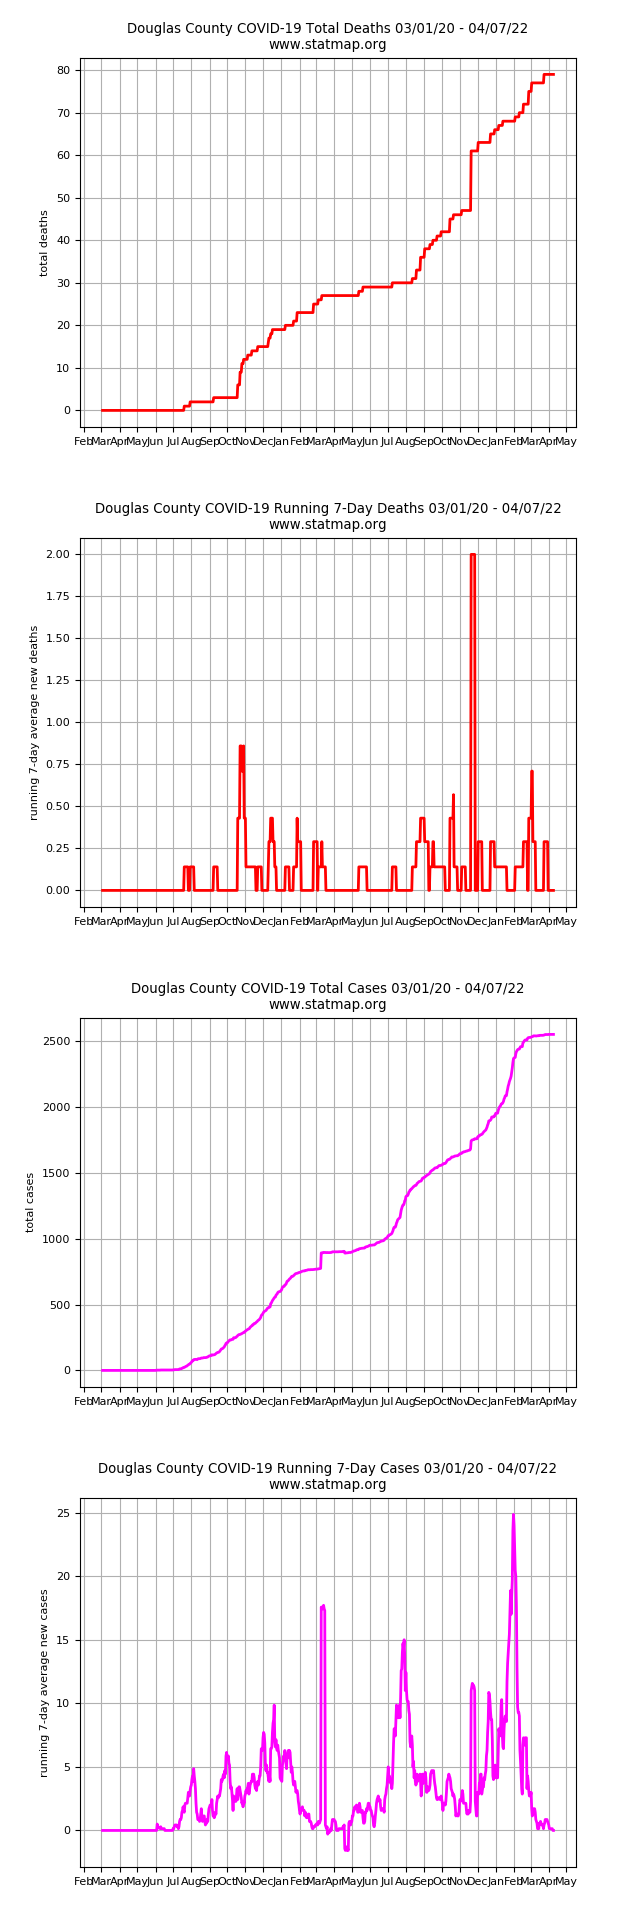 Douglas County COVID-19 Total Deaths 03/01/20 - 04/07/22
www.statmap.org
80
70
60
50
40
30
20
10
0
total deaths
Feb Mar Apr May Jun Jul Aug Sep Oct Nov Dec Jan Feb Mar Apr May Jun Jul Aug Sep Oct Nov Dec Jan Feb Mar Apr May
Douglas County COVID-19 Running 7-Day Deaths 03/01/20 - 04/07/22
www.statmap.org
2.00
1.75
1.50
1.25
1.00
0.75
0.50
0.25
0.00
running 7-day average new deaths
Feb Mar Apr May Jun Jul Aug Sep Oct Nov Dec Jan Feb Mar Apr May Jun Jul Aug Sep Oct Nov Dec Jan Feb Mar Apr May
Douglas County COVID-19 Total Cases 03/01/20 - 04/07/22
www.statmap.org
2500
2000
1500
1000
500
0
total cases
Feb Mar Apr May Jun Jul Aug Sep Oct Nov Dec Jan Feb Mar Apr May Jun Jul Aug Sep Oct Nov Dec Jan Feb Mar Apr May
Douglas County COVID-19 Running 7-Day Cases 03/01/20 - 04/07/22
www.statmap.org
25
20
15
10
5
0
running 7-day average new cases
Feb Mar Apr May Jun Jul Aug Sep Oct Nov Dec Jan Feb Mar Apr May Jun Jul Aug Sep Oct Nov Dec Jan Feb Mar Apr May